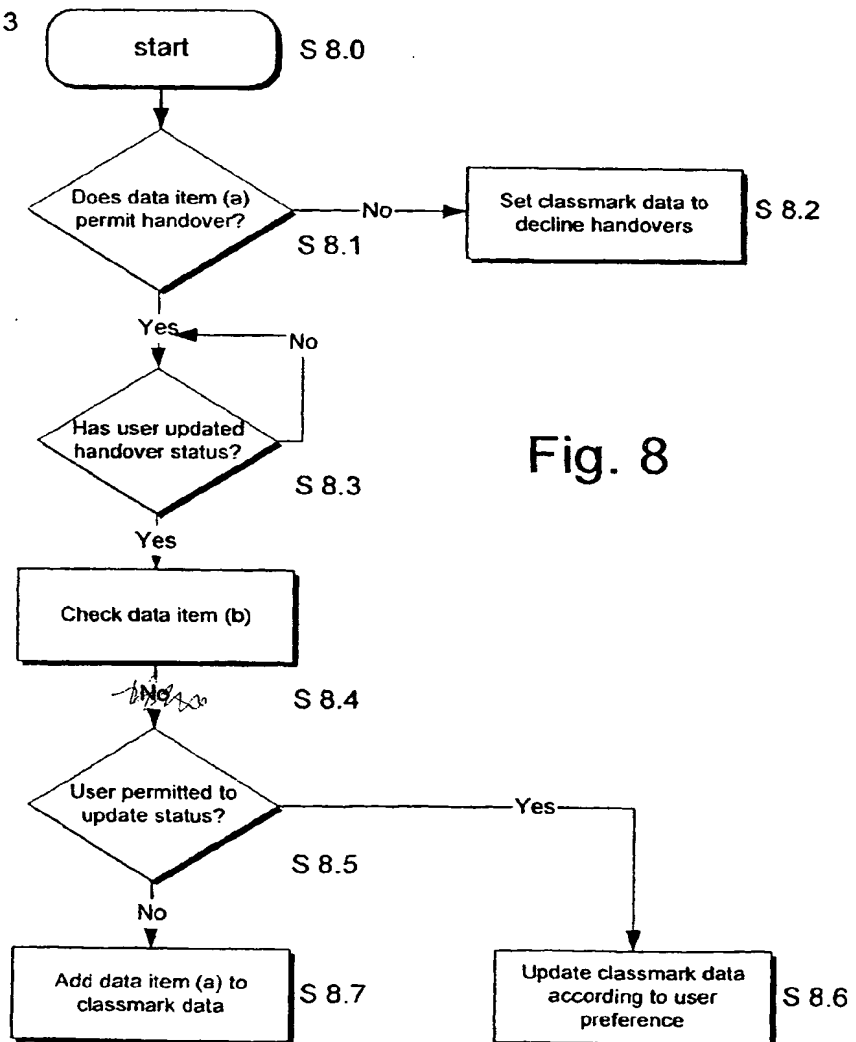 3
start
S 8.0
Does data item (a)
permit handover?
S 8.1
No
Set classmark data to
decline handovers
S 8.2
Yes
No
Has user updated
handover status?
S 8.3
Fig. 8
Yes
Check data item (b)
S 8.4
No
User permitted to
update status?
S 8.5
Yes
No
Add data item (a) to
classmark data
S 8.7
Update classmark data
according to user
preference
S 8.6